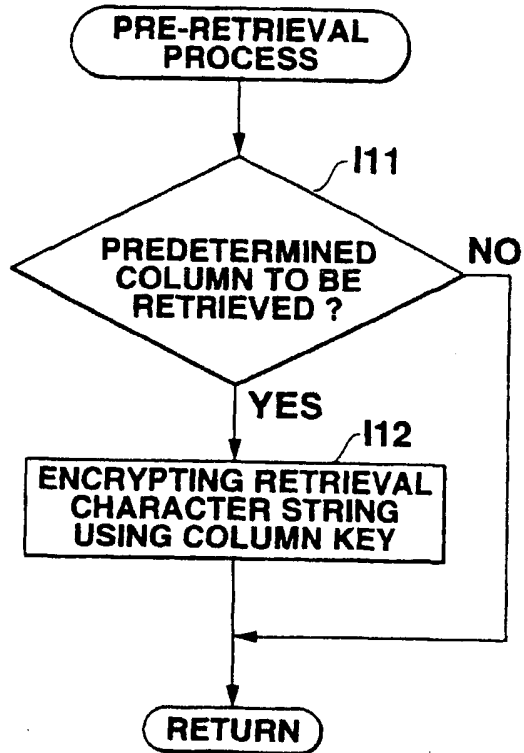 PRE-RETRIEVAL
PROCESS
I11
PREDETERMINED
COLUMN TO BE
RETRIEVED ?
NO
YES
I12
ENCRYPTING RETRIEVAL
CHARACTER STRING
USING COLUMN KEY
RETURN